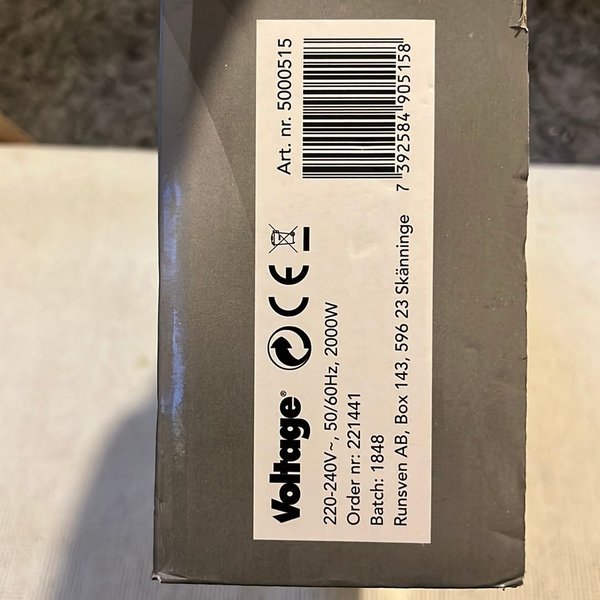 Voltage®
220-240V~, 50/60Hz, 2000W
Order nr: 221441
Batch: 1848
Runsven AB, Box 143, 596 23 Skänninge
Art. nr. 5000515
7 392584 905158